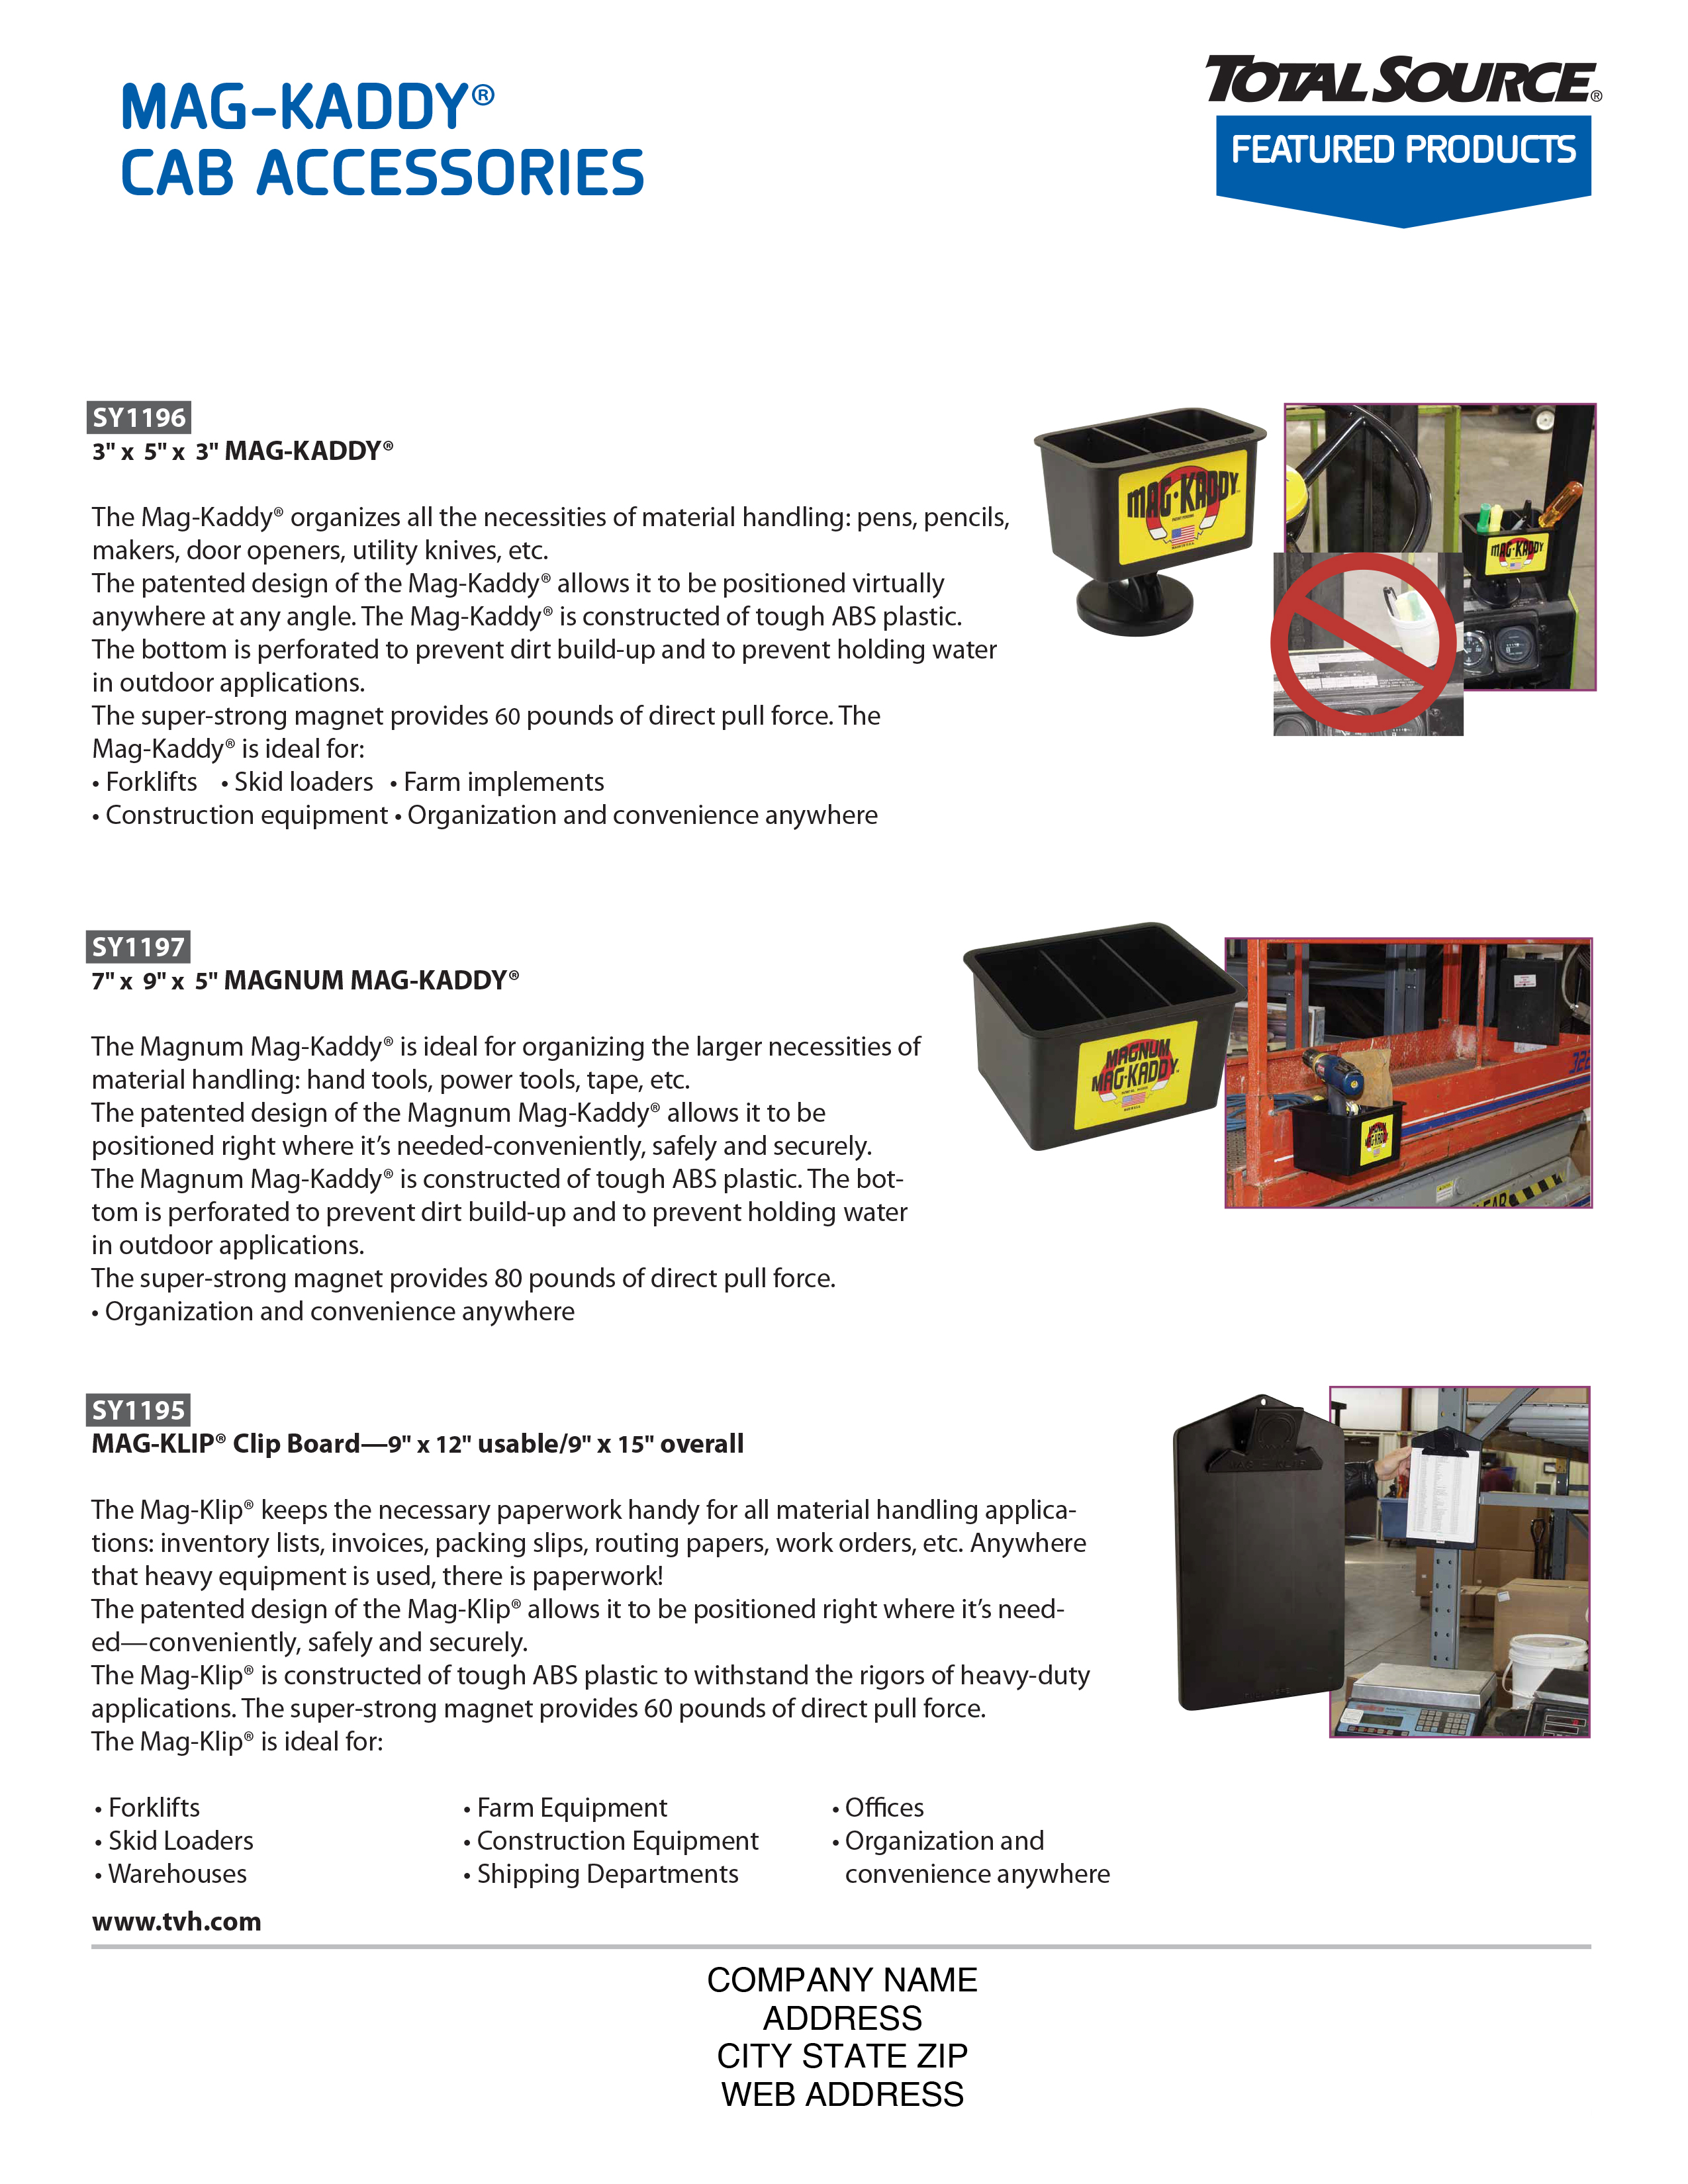 MAG-KADDY®
CAB ACCESSORIES
TOTALSOURCE®
FEATURED PRODUCTS
SY1196
3" x 5" x 3" MAG-KADDY®
The Mag-Kaddy® organizes all the necessities of material handling: pens, pencils,
makers, door openers, utility knives, etc.
The patented design of the Mag-Kaddy® allows it to be positioned virtually
anywhere at any angle. The Mag-Kaddy® is constructed of tough ABS plastic.
The bottom is perforated to prevent dirt build-up and to prevent holding water
in outdoor applications.
The super-strong magnet provides 60 pounds of direct pull force. The
Mag-Kaddy® is ideal for:
• Forklifts • Skid loaders • Farm implements
• Construction equipment • Organization and convenience anywhere
MAG-KADDY
MAG-KADDY
SY1197
7" x 9" x 5" MAGNUM MAG-KADDY®
The Magnum Mag-Kaddy® is ideal for organizing the larger necessities of
material handling: hand tools, power tools, tape, etc.
The patented design of the Magnum Mag-Kaddy® allows it to be
positioned right where it's needed-conveniently, safely and securely.
The Magnum Mag-Kaddy® is constructed of tough ABS plastic. The bot-
tom is perforated to prevent dirt build-up and to prevent holding water
in outdoor applications.
The super-strong magnet provides 80 pounds of direct pull force.
• Organization and convenience anywhere
MAGNUM
MAG-KADDY
SY1195
MAG-KLIP® Clip Board—9" x 12" usable/9" x 15" overall
The Mag-Klip® keeps the necessary paperwork handy for all material handling applica-
tions: inventory lists, invoices, packing slips, routing papers, work orders, etc. Anywhere
that heavy equipment is used, there is paperwork!
The patented design of the Mag-Klip® allows it to be positioned right where it's need-
ed—conveniently, safely and securely.
The Mag-Klip® is constructed of tough ABS plastic to withstand the rigors of heavy-duty
applications. The super-strong magnet provides 60 pounds of direct pull force.
The Mag-Klip® is ideal for:
• Forklifts
• Skid Loaders
• Warehouses
• Farm Equipment
• Construction Equipment
• Shipping Departments
• Offices
• Organization and
convenience anywhere
www.tvh.com
COMPANY NAME
ADDRESS
CITY STATE ZIP
WEB ADDRESS